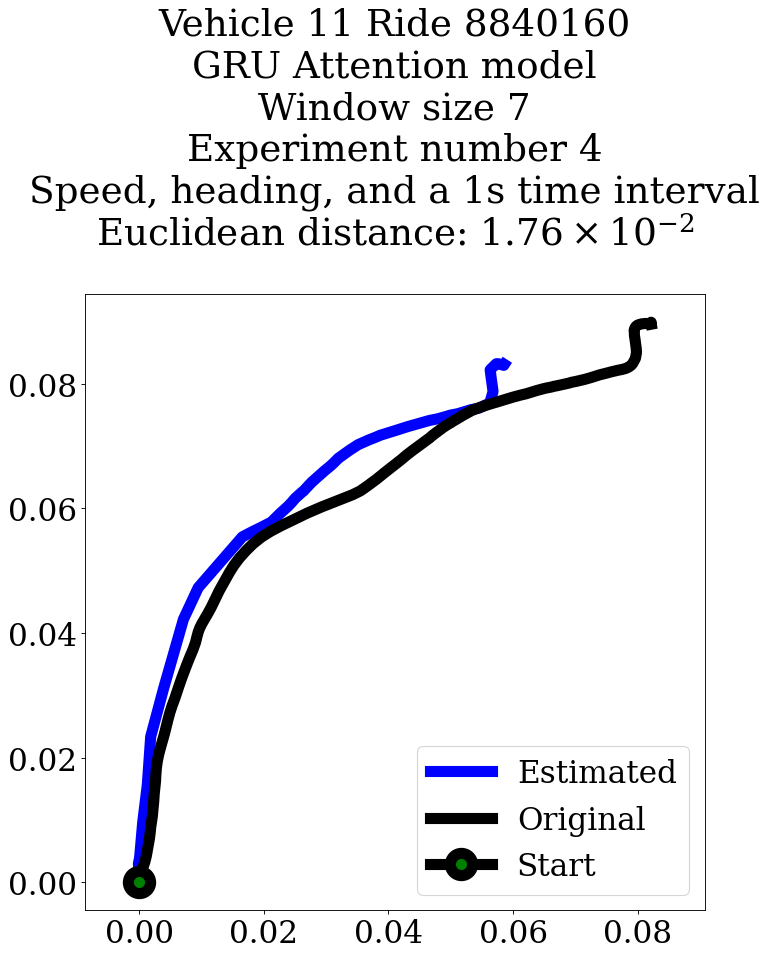 Vehicle 11 Ride 8840160
GRU Attention model
Window size 7
Experiment number 4
Speed, heading, and a 1s time interval
Euclidean distance: 1.76 × 10⁻²
0.08
0.06
0.04
0.02
0.00
Estimated
Original
Start
0.00 0.02 0.04 0.06 0.08